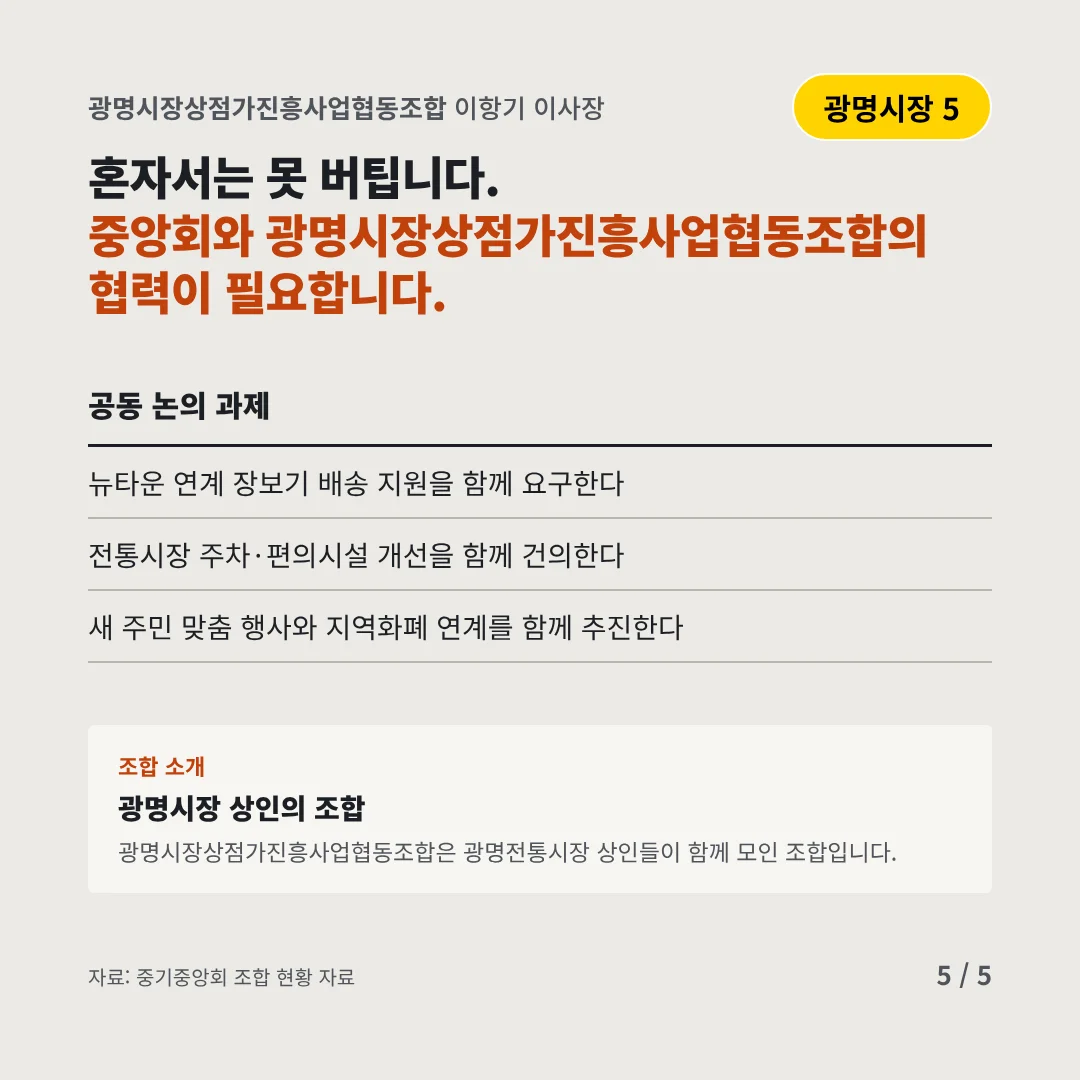 광명시장상점가진흥사업협동조합 이항기 이사장
광명시장 5
혼자서는 못 버팁니다.
중앙회와 광명시장상점가진흥사업협동조합의
협력이 필요합니다.
공동 논의 과제
뉴타운 연계 장보기 배송 지원을 함께 요구한다
전통시장 주차·편의시설 개선을 함께 건의한다
새 주민 맞춤 행사와 지역화폐 연계를 함께 추진한다
조합 소개
광명시장 상인의 조합
광명시장상점가진흥사업협동조합은 광명전통시장 상인들이 함께 모인 조합입니다.
자료: 중기중앙회 조합 현황 자료
5 / 5